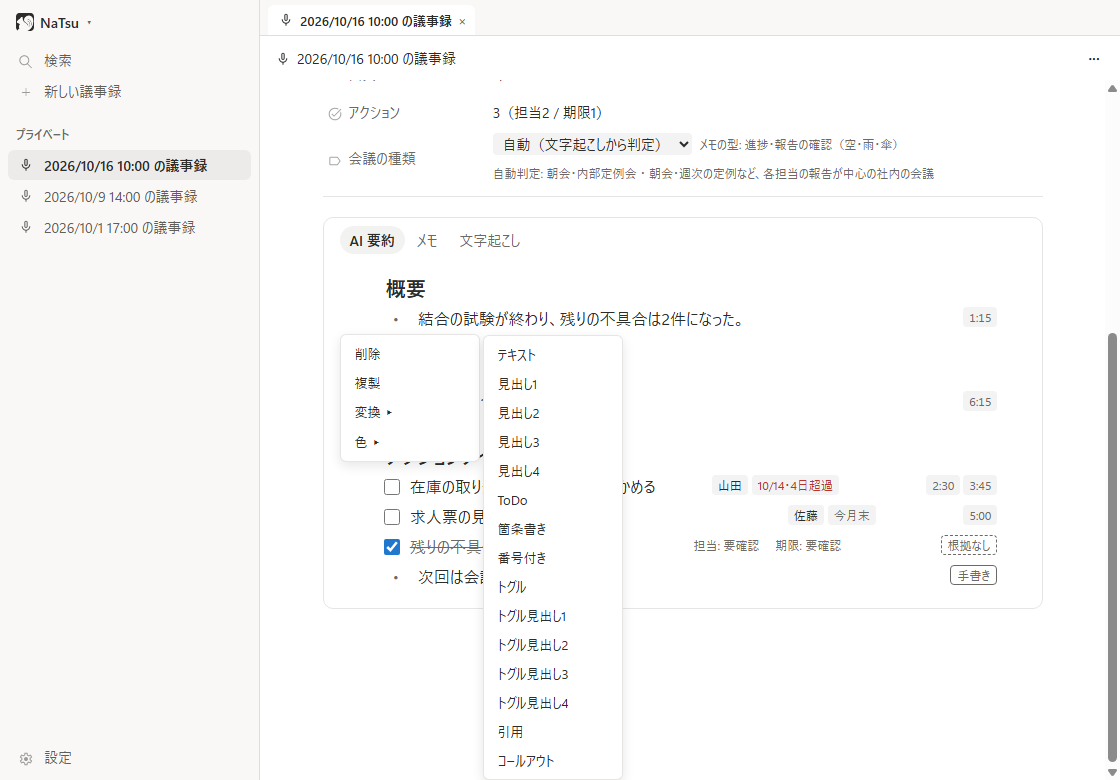 NaTsu
検索
新しい議事録
プライベート
2026/10/16 10:00 の議事録
2026/10/9 14:00 の議事録
2026/10/1 17:00 の議事録
設定
2026/10/16 10:00 の議事録 ×
2026/10/16 10:00 の議事録
アクション 3（担当2 / 期限1）
会議の種類 自動（文字起こしから判定） メモの型: 進捗・報告の確認（空・雨・傘）
自動判定: 朝会・内部定例会 ・ 朝会・週次の定例など、各担当の報告が中心の社内の会議
AI 要約 メモ 文字起こし
概要
・ 結合の試験が終わり、残りの不具合は2件になった。 1:15
6:15
削除
複製
変換 ▸
色 ▸
テキスト
見出し1
見出し2
見出し3
見出し4
ToDo
箇条書き
番号付き
トグル
トグル見出し1
トグル見出し2
トグル見出し3
トグル見出し4
引用
コールアウト
在庫の取り かめる 山田 10/14・4日超過 2:30 3:45
求人票の見 佐藤 今月末 5:00
残りの不具 担当: 要確認 期限: 要確認 根拠なし
・ 次回は会 手書き